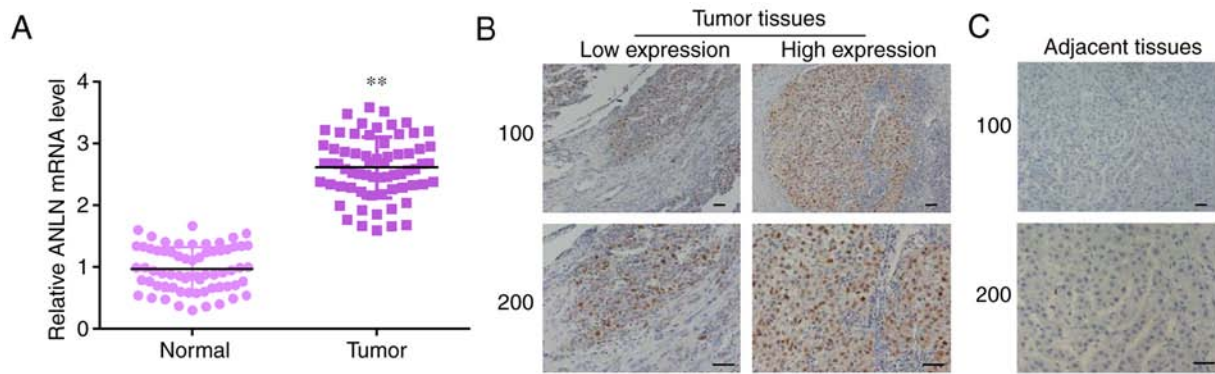 A
Relative ANLN mRNA level
4
3
2
1
0
**
Normal
Tumor
B
Tumor tissues
Low expression
High expression
100
200
C
Adjacent tissues
100
200